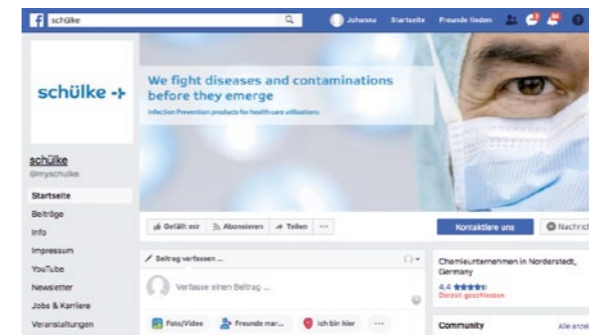 schülke
Johanna
Startseite
Freunde finden
schülke
We fight diseases and contaminations
before they emerge
Infection Prevention products for health care utilizations
schülke
@myschulke
Startseite
Beiträge
Info
Impressum
YouTube
Newsletter
Jobs & Karriere
Veranstaltungen
Gefällt mir
Abonnieren
Teilen
Kontaktiere uns
Nachricht
Beitrag verfassen ...
Verfasse einen Beitrag ...
Foto/Video
Freunde mar...
Ich bin hier
Chemieunternehmen in Norderstedt,
Germany
4,4
Derzeit geschlossen
Community
Alle anzei